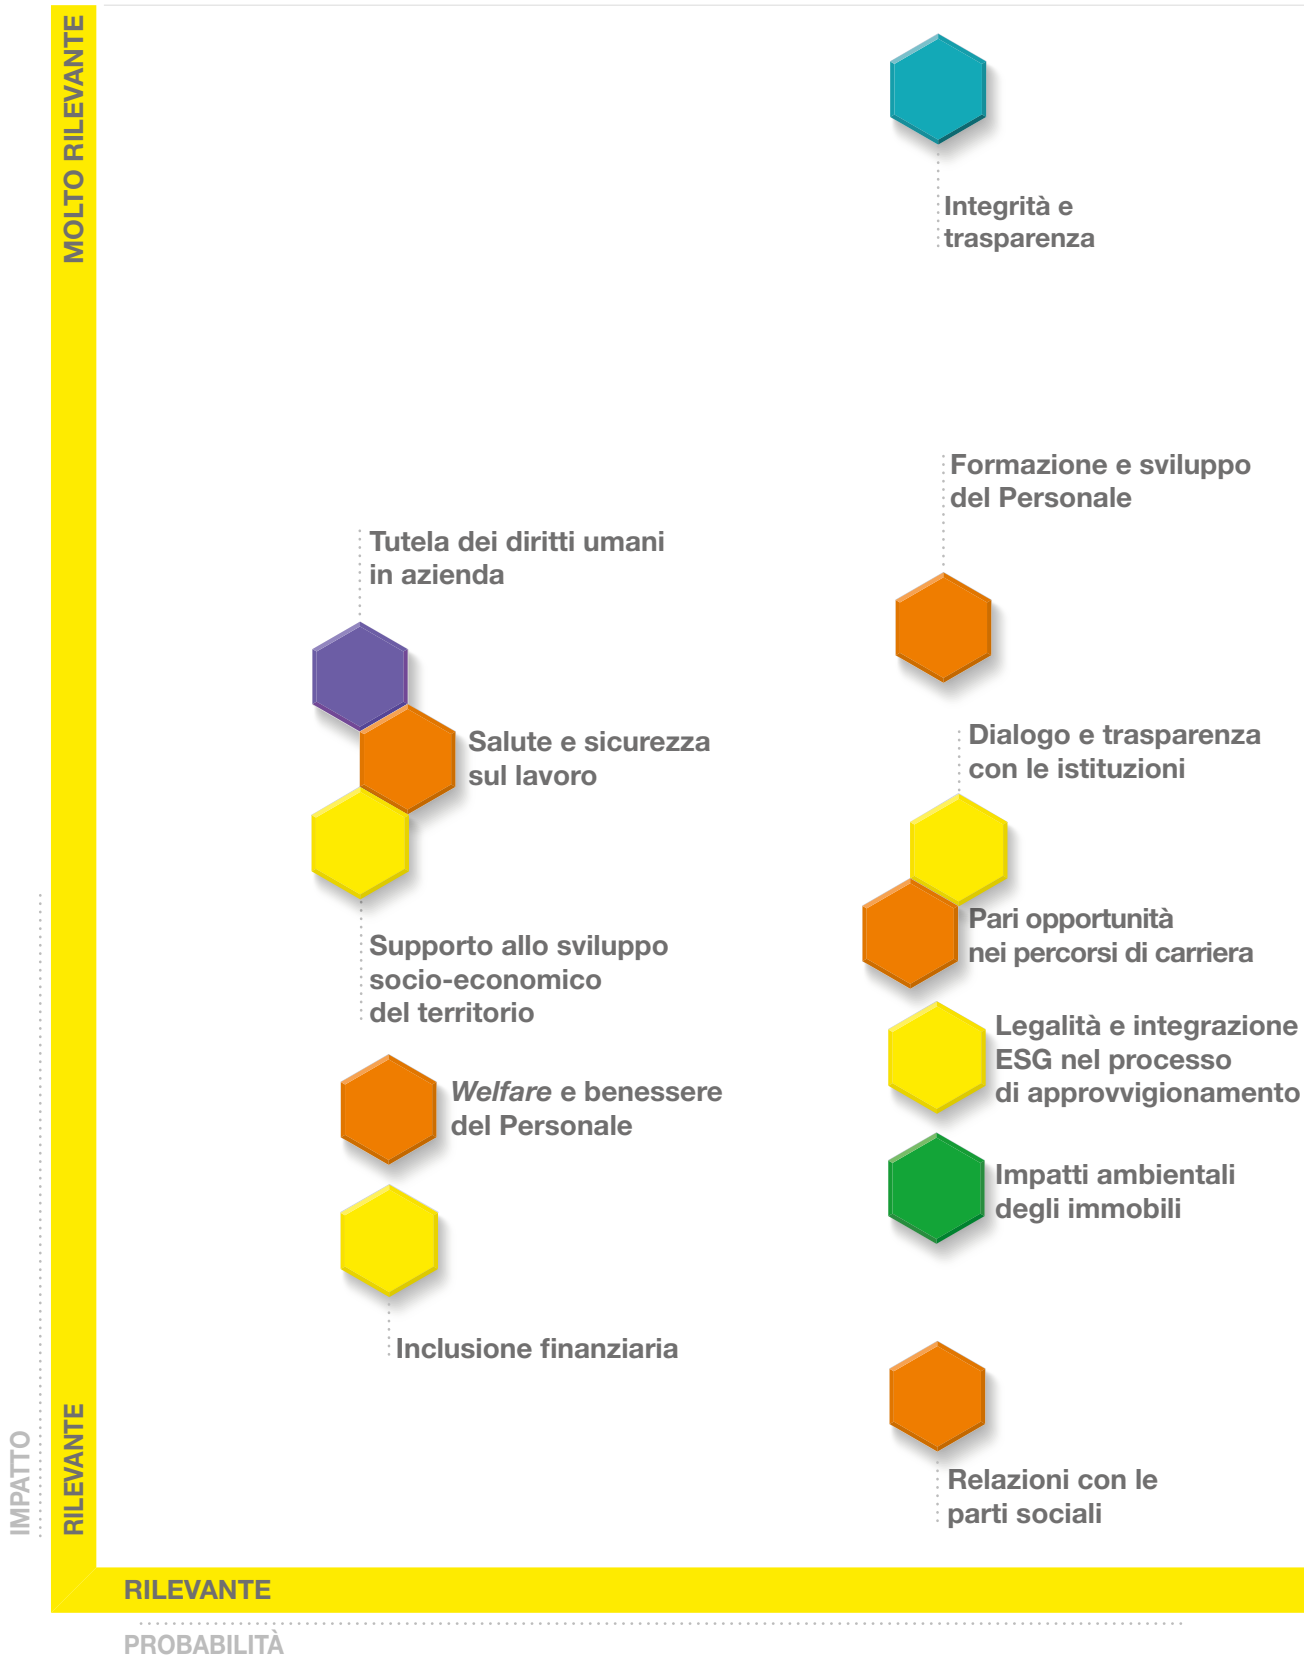 MOLTO RILEVANTE
Integrità e
trasparenza
Formazione e sviluppo
del Personale
Tutela dei diritti umani
in azienda
Salute e sicurezza
sul lavoro
Dialogo e trasparenza
con le istituzioni
Pari opportunità
nei percorsi di carriera
Supporto allo sviluppo
socio-economico
del territorio
Legalità e integrazione
ESG nel processo
di approvvigionamento
Welfare e benessere
del Personale
Impatti ambientali
degli immobili
Inclusione finanziaria
Relazioni con le
parti sociali
IMPATTO
RILEVANTE
RILEVANTE
PROBABILITÀ